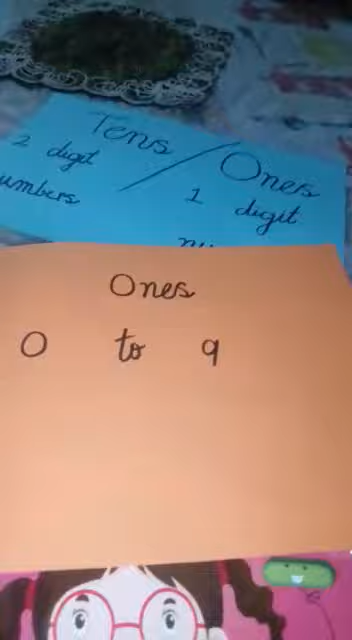 Tens / Ones
2 digit 1 digit
umbers
Ones
0 to 9